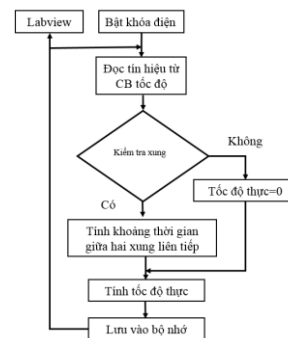 Labview
Bật khóa điện
Đọc tín hiệu từ
CB tốc độ
Kiểm tra xung
Không
Tốc độ thực=0
Có
Tính khoảng thời gian
giữa hai xung liên tiếp
Tính tốc độ thực
Lưu vào bộ nhớ